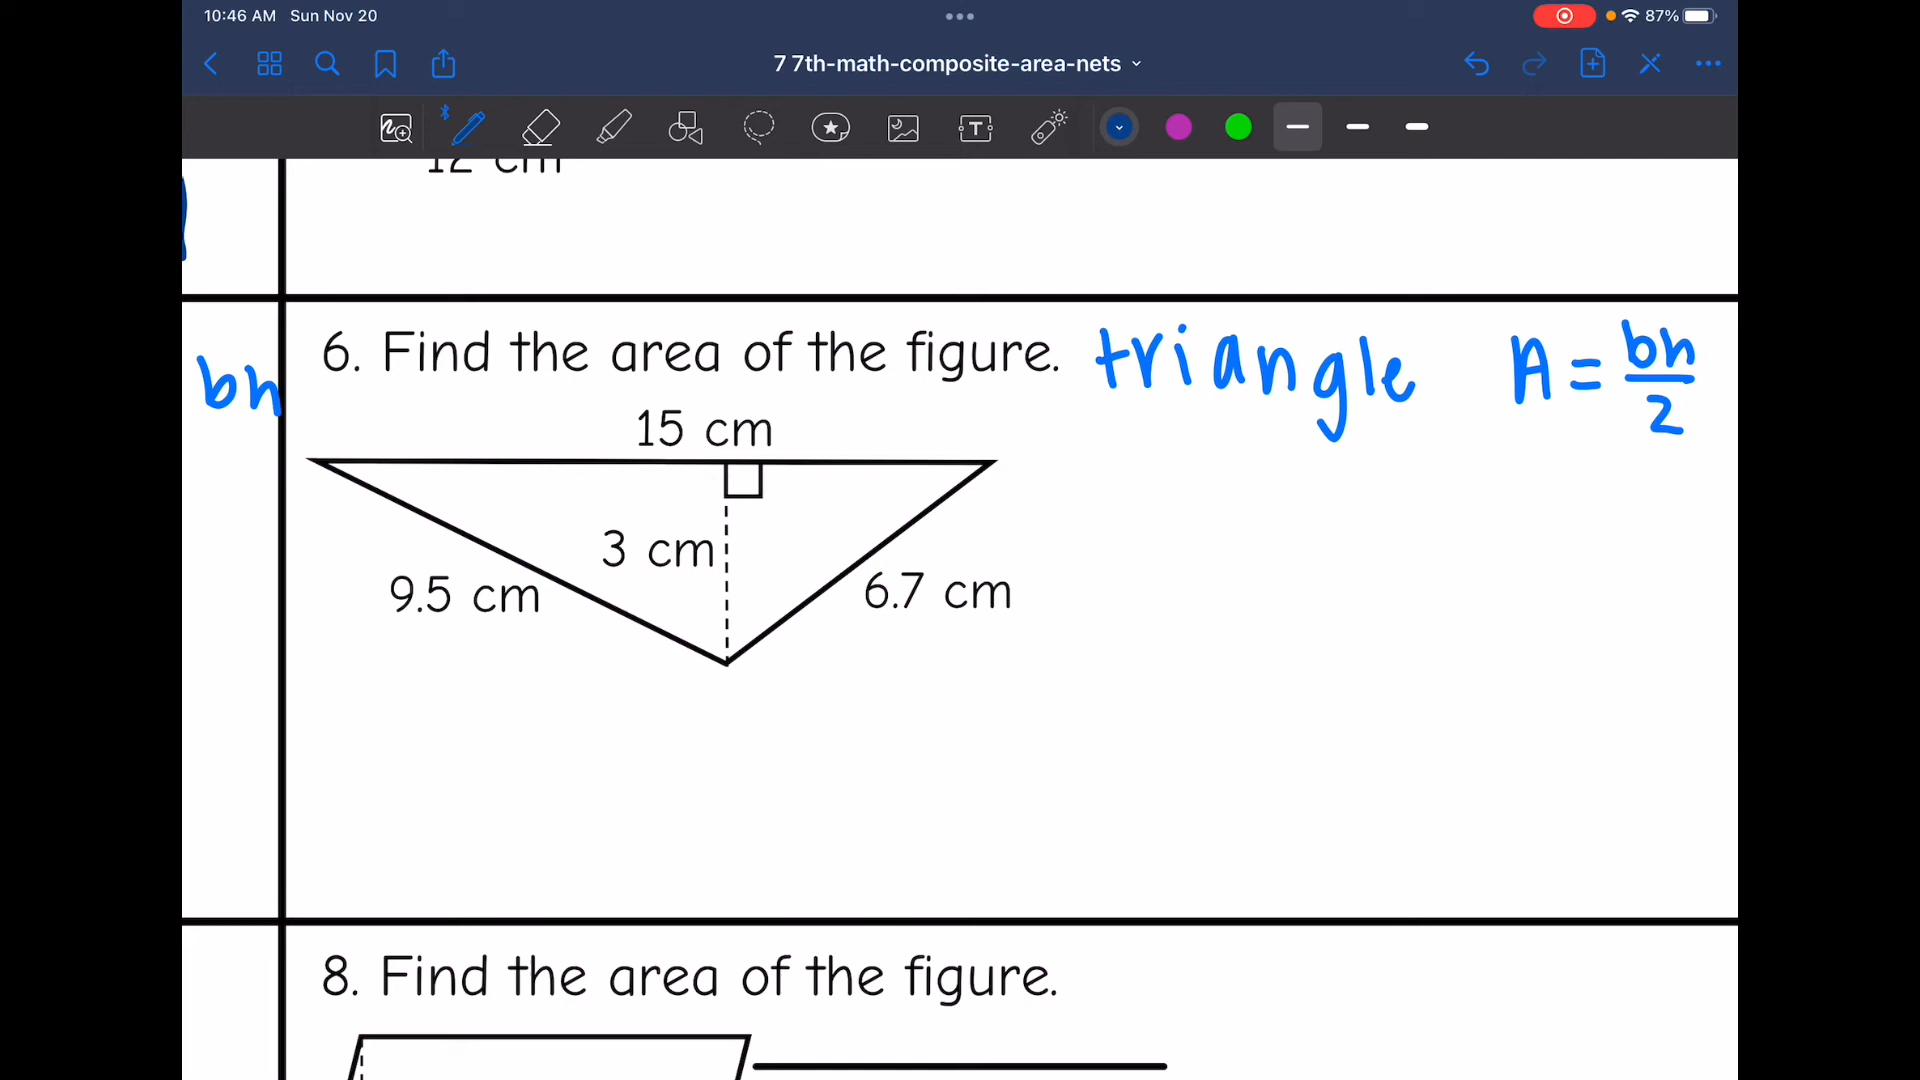 10:46 AM Sun Nov 20
87%
7 7th-math-composite-area-nets
12 cm
bh
6. Find the area of the figure. triangle A = bh/2
15 cm
3 cm
9.5 cm
6.7 cm
8. Find the area of the figure.